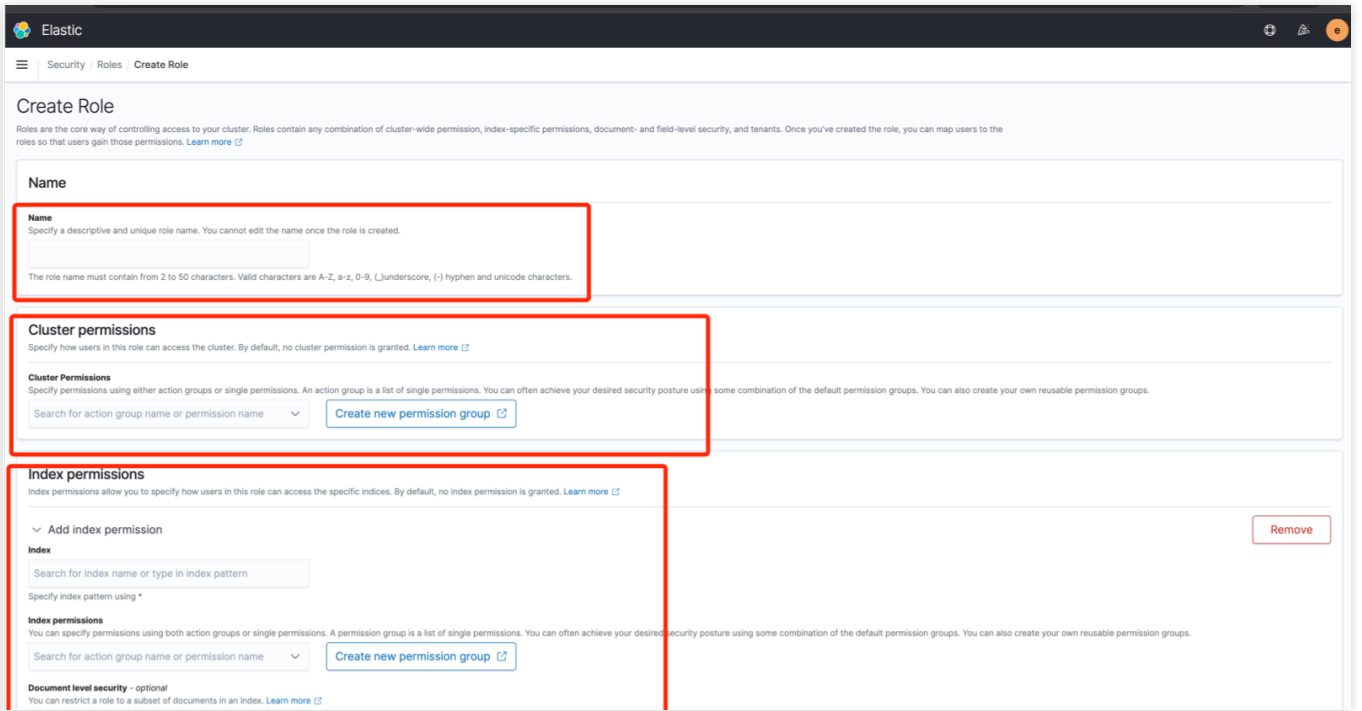 Elastic
e
Security / Roles / Create Role
Create Role
Roles are the core way of controlling access to your cluster. Roles contain any combination of cluster-wide permission, index-specific permissions, document- and field-level security, and tenants. Once you've created the role, you can map users to the
roles so that users gain those permissions. Learn more
Name
Name
Specify a descriptive and unique role name. You cannot edit the name once the role is created.
The role name must contain from 2 to 50 characters. Valid characters are A-Z, a-z, 0-9, (_)underscore, (-) hyphen and unicode characters.
Cluster permissions
Specify how users in this role can access the cluster. By default, no cluster permission is granted. Learn more
Cluster Permissions
Specify permissions using either action groups or single permissions. An action group is a list of single permissions. You can often achieve your desired security posture using some combination of the default permission groups. You can also create your own reusable permission groups.
Search for action group name or permission name
Create new permission group
Index permissions
Index permissions allow you to specify how users in this role can access the specific indices. By default, no index permission is granted. Learn more
Add index permission
Remove
Index
Search for index name or type in index pattern
Specify index pattern using *
Index permissions
You can specify permissions using both action groups or single permissions. A permission group is a list of single permissions. You can often achieve your desired security posture using some combination of the default permission groups. You can also create your own reusable permission groups.
Search for action group name or permission name
Create new permission group
Document level security - optional
You can restrict a role to a subset of documents in an index. Learn more